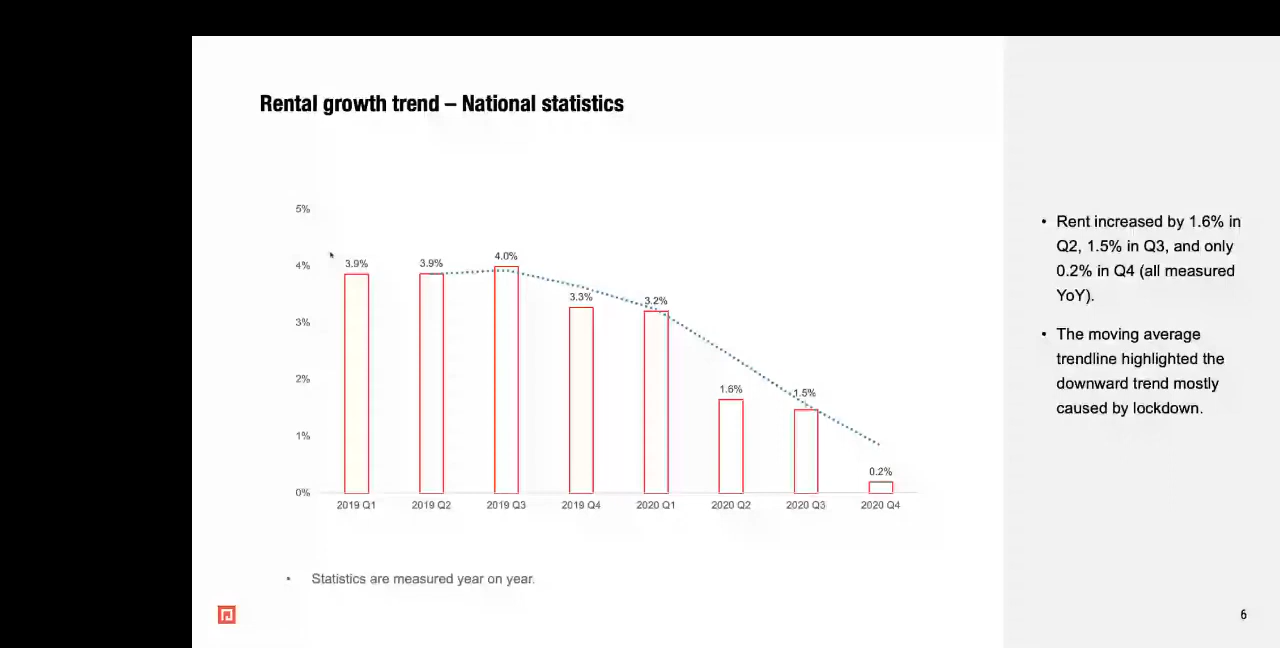 Rental growth trend – National statistics
5%
4%
3%
2%
1%
0%
3.9%
3.9%
4.0%
3.3%
3.2%
1.6%
1.5%
0.2%
2019 Q1
2019 Q2
2019 Q3
2019 Q4
2020 Q1
2020 Q2
2020 Q3
2020 Q4
• Statistics are measured year on year.
• Rent increased by 1.6% in
Q2, 1.5% in Q3, and only
0.2% in Q4 (all measured
YoY).
• The moving average
trendline highlighted the
downward trend mostly
caused by lockdown.
6